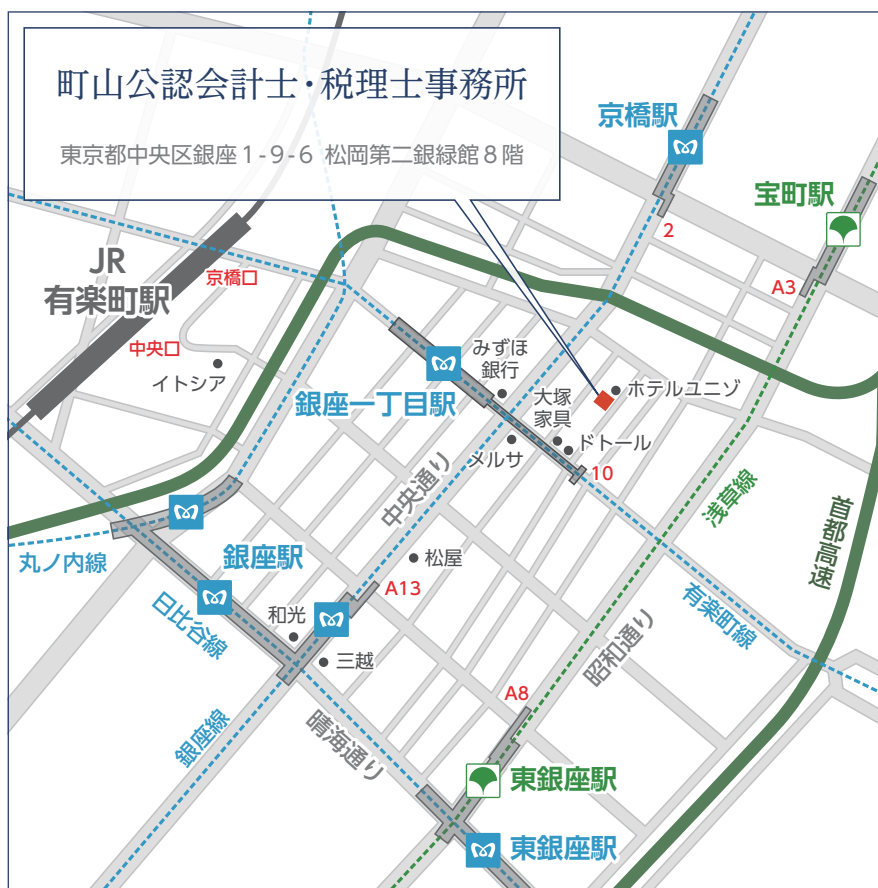 町山公認会計士・税理士事務所
東京都中央区銀座1-9-6 松岡第二銀緑館8階
京橋駅
宝町駅
2
A3
JR
有楽町駅
京橋口
中央口
イトシア
みずほ
銀行
銀座一丁目駅
大塚
家具
ホテルユニゾ
メルサ
ドトール
10
中央通り
浅草線
首都高速
丸ノ内線
銀座駅
松屋
A13
日比谷線
和光
三越
有楽町線
昭和通り
銀座線
晴海通り
A8
東銀座駅
東銀座駅